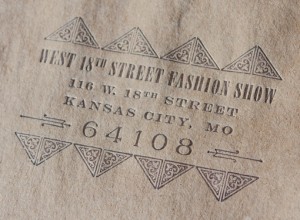 WEST 18TH STREET FASHION SHOW
116 W. 18TH STREET
KANSAS CITY, MO
64108